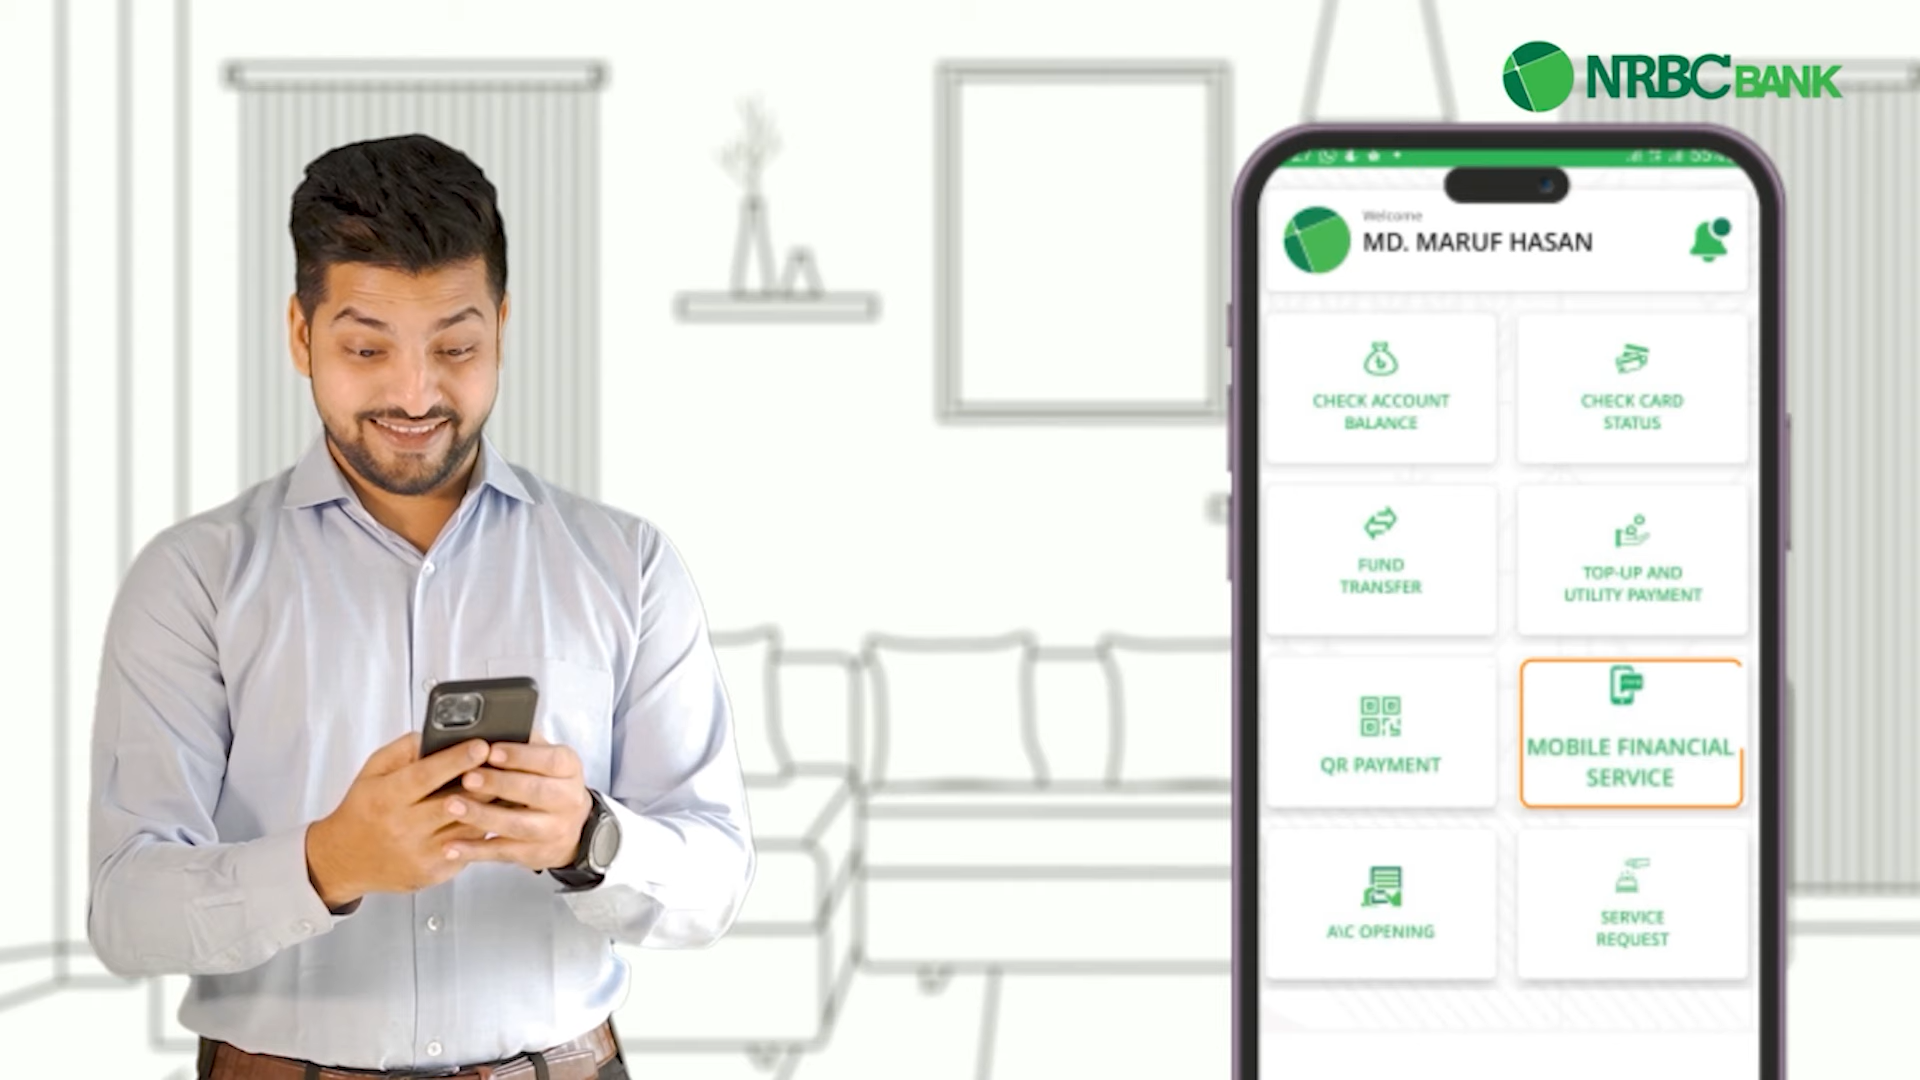 NRBC BANK
Welcome
MD. MARUF HASAN
CHECK ACCOUNT
BALANCE
CHECK CARD
STATUS
FUND
TRANSFER
TOP-UP AND
UTILITY PAYMENT
QR PAYMENT
MOBILE FINANCIAL
SERVICE
A\C OPENING
SERVICE
REQUEST